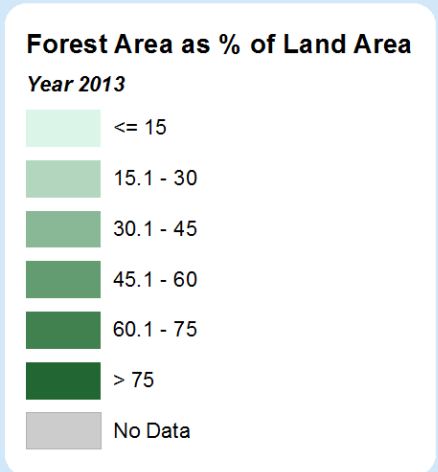 Forest Area as % of Land Area
Year 2013
<= 15
15.1 - 30
30.1 - 45
45.1 - 60
60.1 - 75
> 75
No Data